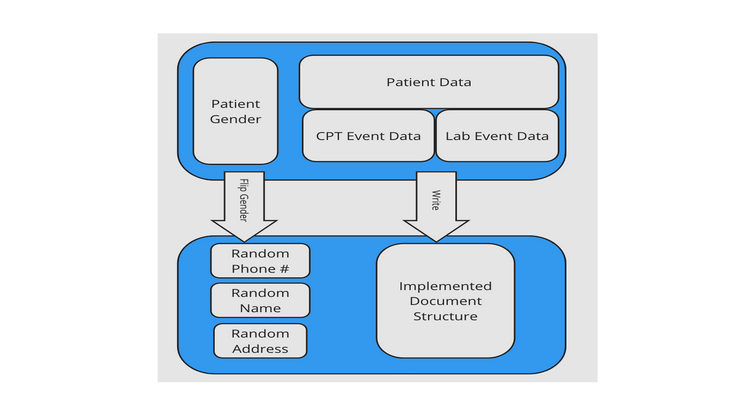 Patient
Gender
Patient Data
CPT Event Data
Lab Event Data
Flip Gender
Write
Random
Phone #
Random
Name
Random
Address
Implemented
Document
Structure